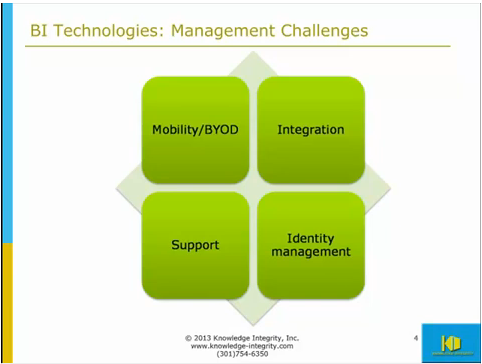 BI Technologies: Management Challenges
Mobility/BYOD
Integration
Support
Identity
management
© 2013 Knowledge Integrity, Inc.
www.knowledge-integrity.com
(301)754-6350
4